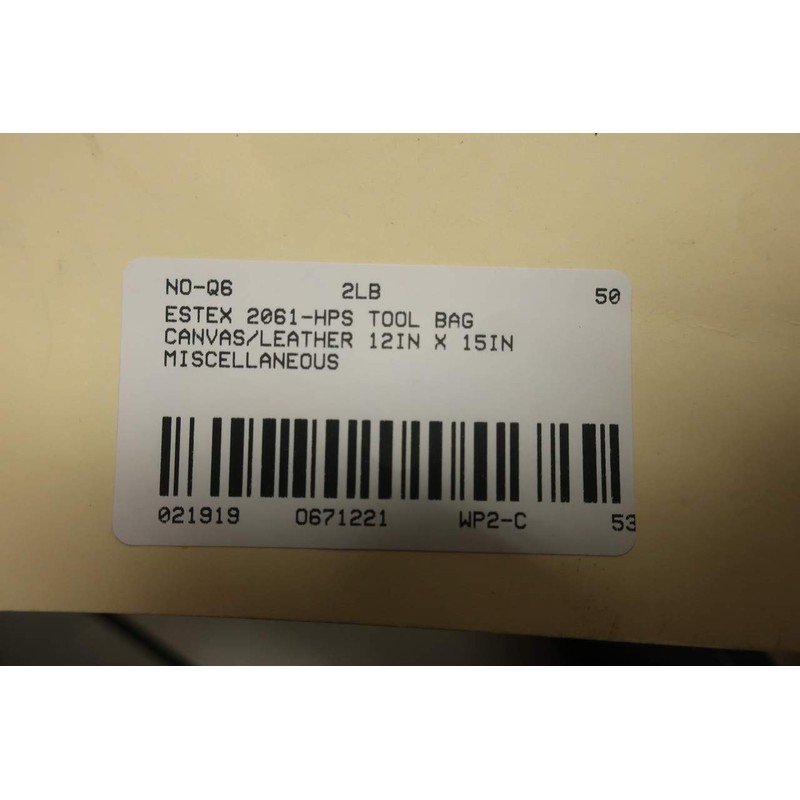 NO-Q6 2LB 50
ESTEX 2061-HPS TOOL BAG
CANVAS/LEATHER 12IN X 15IN
MISCELLANEOUS
021919 0671221 WP2-C 53